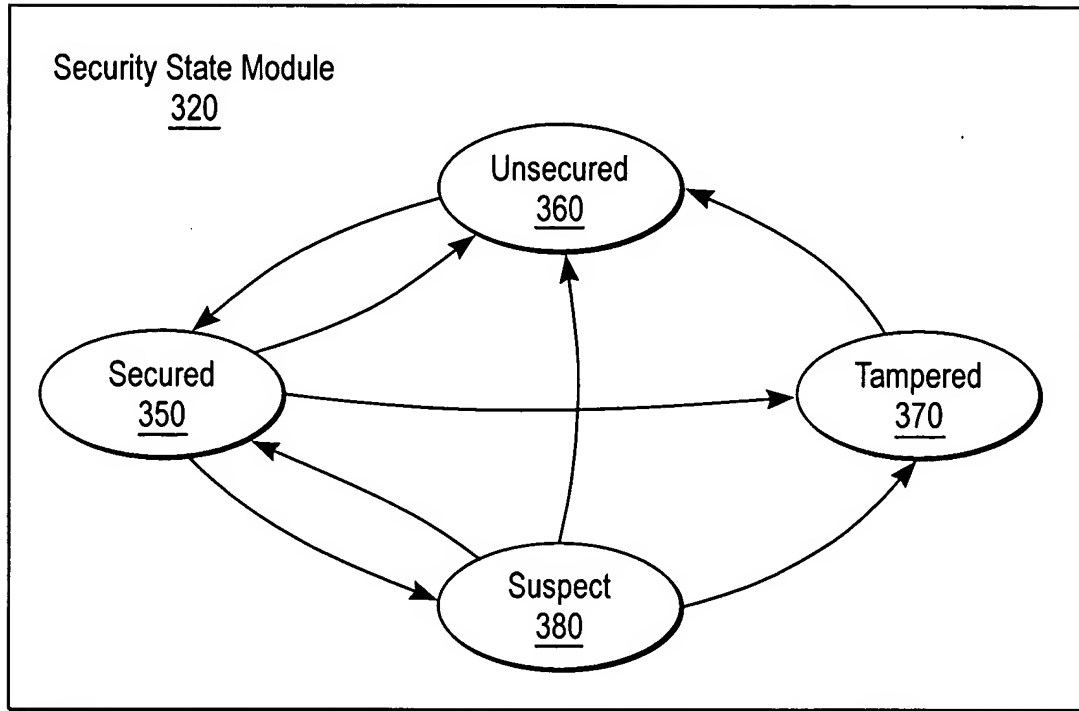 Security State Module
320
Unsecured
360
Secured
350
Tampered
370
Suspect
380